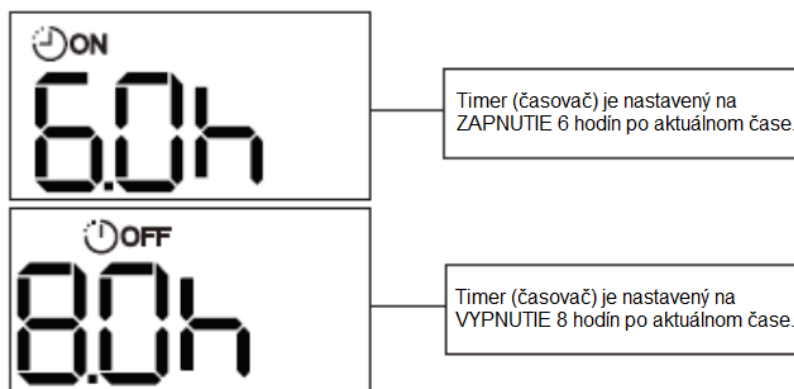 ON
6.0h
Timer (časovač) je nastavený na
ZAPNUTIE 6 hodín po aktuálnom čase.
OFF
8.0h
Timer (časovač) je nastavený na
VYPNUTIE 8 hodín po aktuálnom čase.